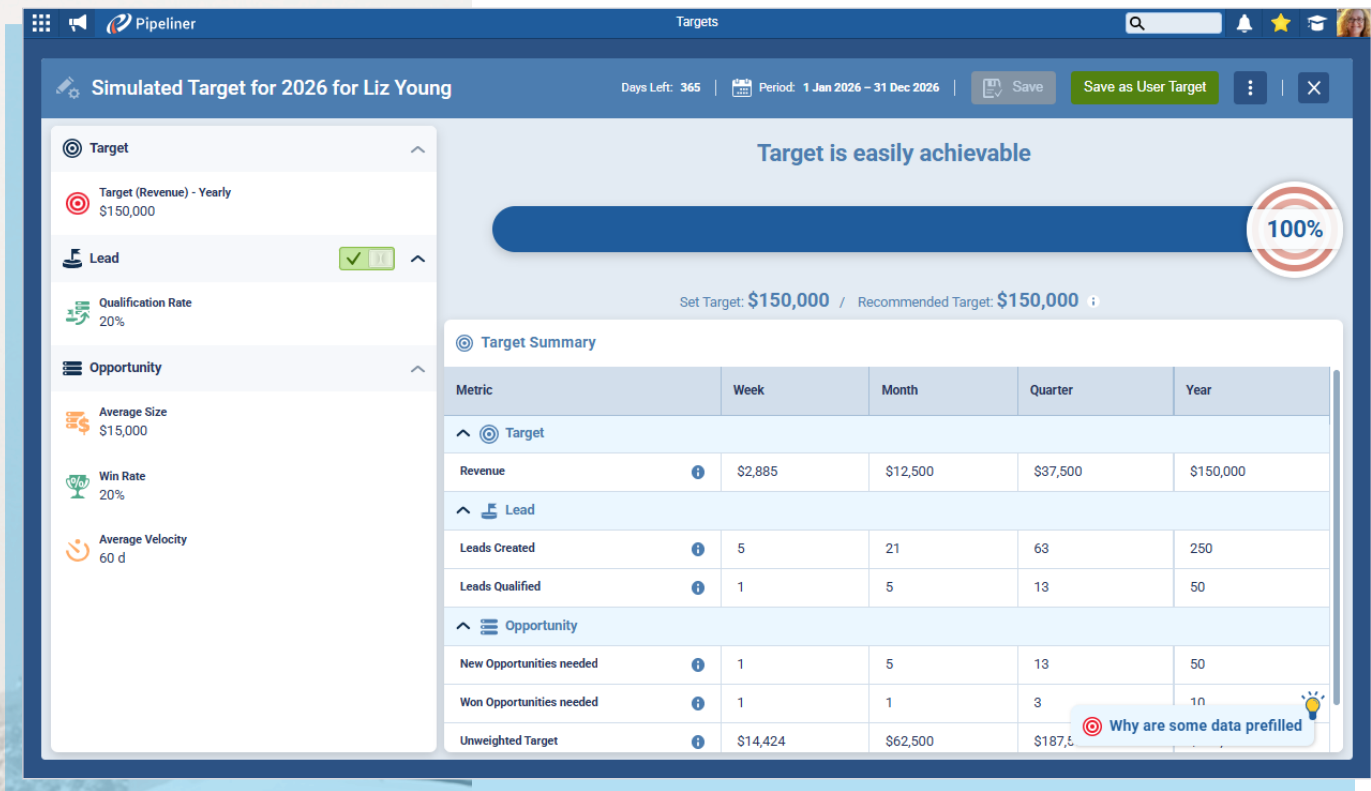 Pipeliner
Targets
Simulated Target for 2026 for Liz Young
Days Left: 365
Period: 1 Jan 2026 – 31 Dec 2026
Save
Save as User Target
Target
Target (Revenue) - Yearly
$150,000
Lead
Qualification Rate
20%
Opportunity
Average Size
$15,000
Win Rate
20%
Average Velocity
60 d
Target is easily achievable
100%
Set Target: $150,000 / Recommended Target: $150,000
Target Summary
Metric Week Month Quarter Year
Target
Revenue $2,885 $12,500 $37,500 $150,000
Lead
Leads Created 5 21 63 250
Leads Qualified 1 5 13 50
Opportunity
New Opportunities needed 1 5 13 50
Won Opportunities needed 1 1 3 10
Why are some data prefilled
Unweighted Target $14,424 $62,500